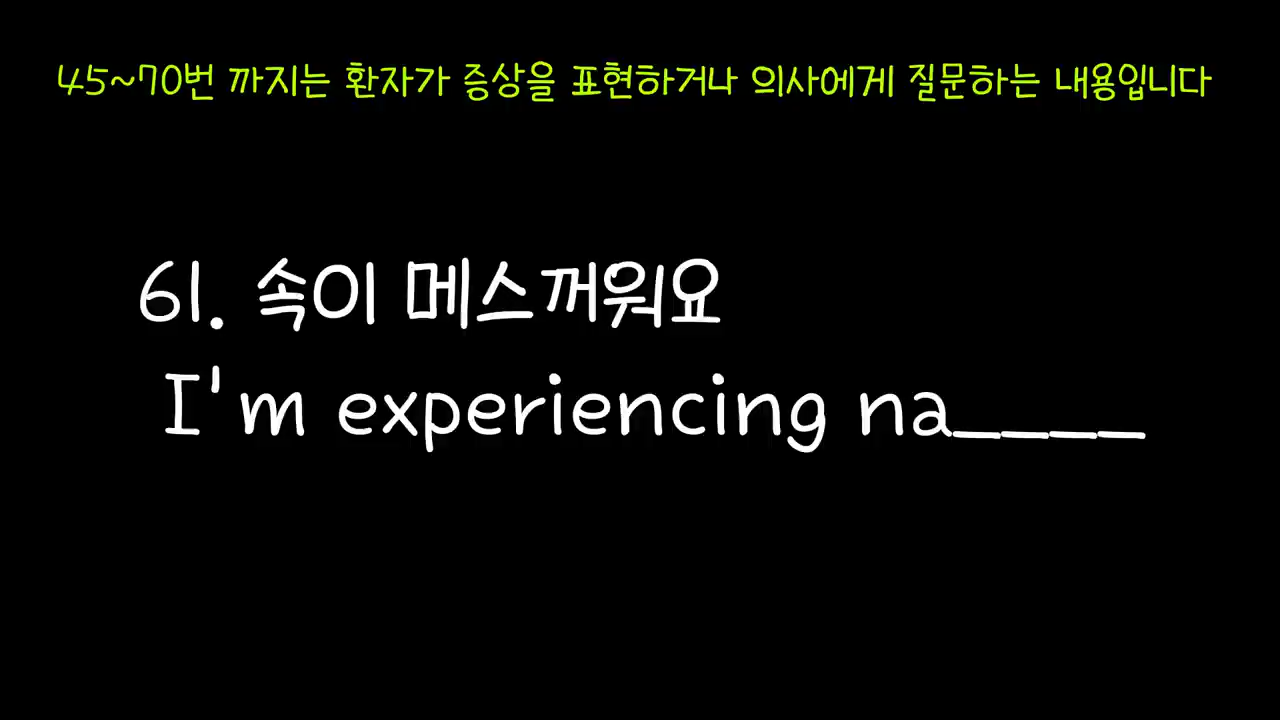 45~70번 까지는 환자가 증상을 표현하거나 의사에게 질문하는 내용입니다
61. 속이 메스꺼워요
I'm experiencing na____